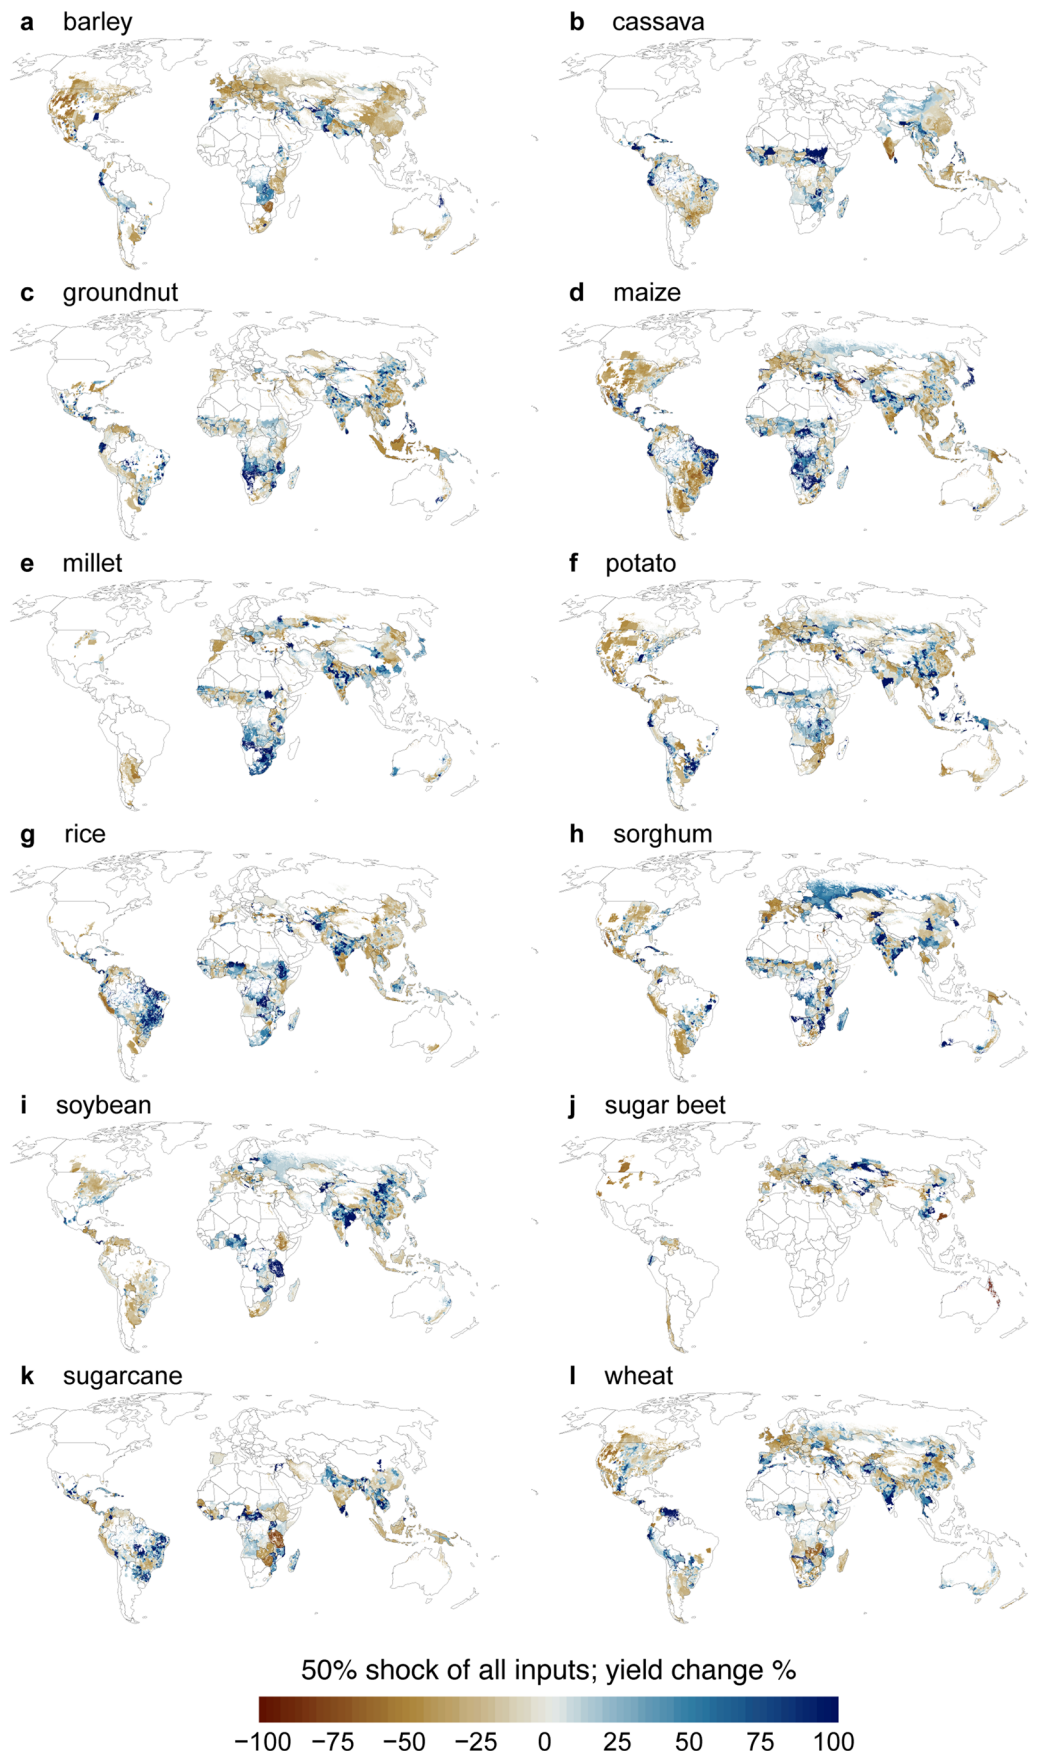 a barley
b cassava
c groundnut
d maize
e millet
f potato
g rice
h sorghum
i soybean
j sugar beet
k sugarcane
l wheat
50% shock of all inputs; yield change %
−100 −75 −50 −25 0 25 50 75 100